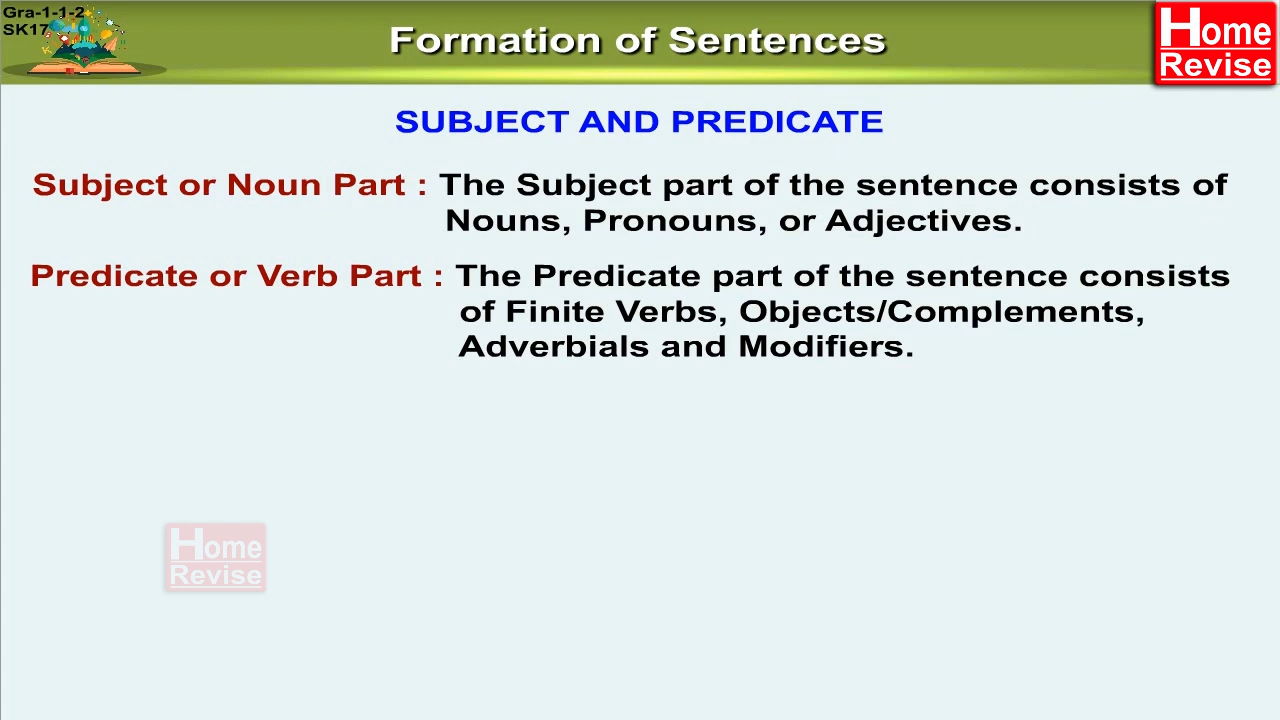 Gra-1-1-2
SK17
Formation of Sentences
Home
Revise
SUBJECT AND PREDICATE
Subject or Noun Part : The Subject part of the sentence consists of
Nouns, Pronouns, or Adjectives.
Predicate or Verb Part : The Predicate part of the sentence consists
of Finite Verbs, Objects/Complements,
Adverbials and Modifiers.
Home
Revise